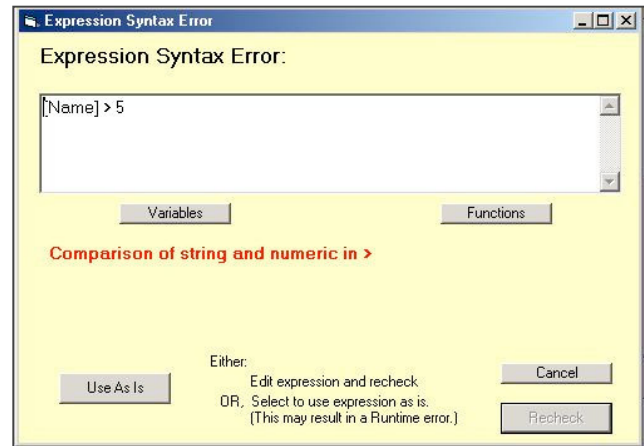 Expression Syntax Error
Expression Syntax Error:
[Name] > 5
Variables
Functions
Comparison of string and numeric in >
Either:
Edit expression and recheck
OR, Select to use expression as is.
(This may result in a Runtime error.)
Use As Is
Cancel
Recheck